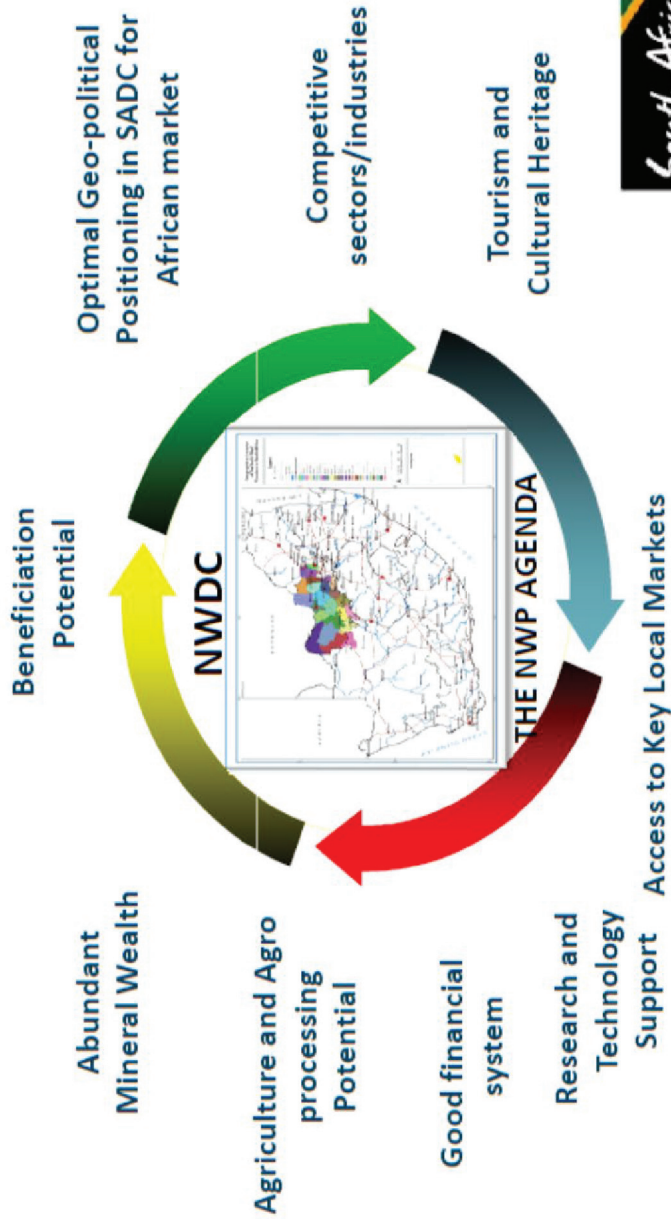 Beneficiation
Potential
Optimal Geo-political
Positioning in SADC for
African market
Competitive
sectors/industries
Tourism and
Cultural Heritage
Access to Key Local Markets
Research and
Technology
Support
Good financial
system
Agriculture and Agro
processing
Potential
Abundant
Mineral Wealth
NWDC
THE NWP AGENDA
South